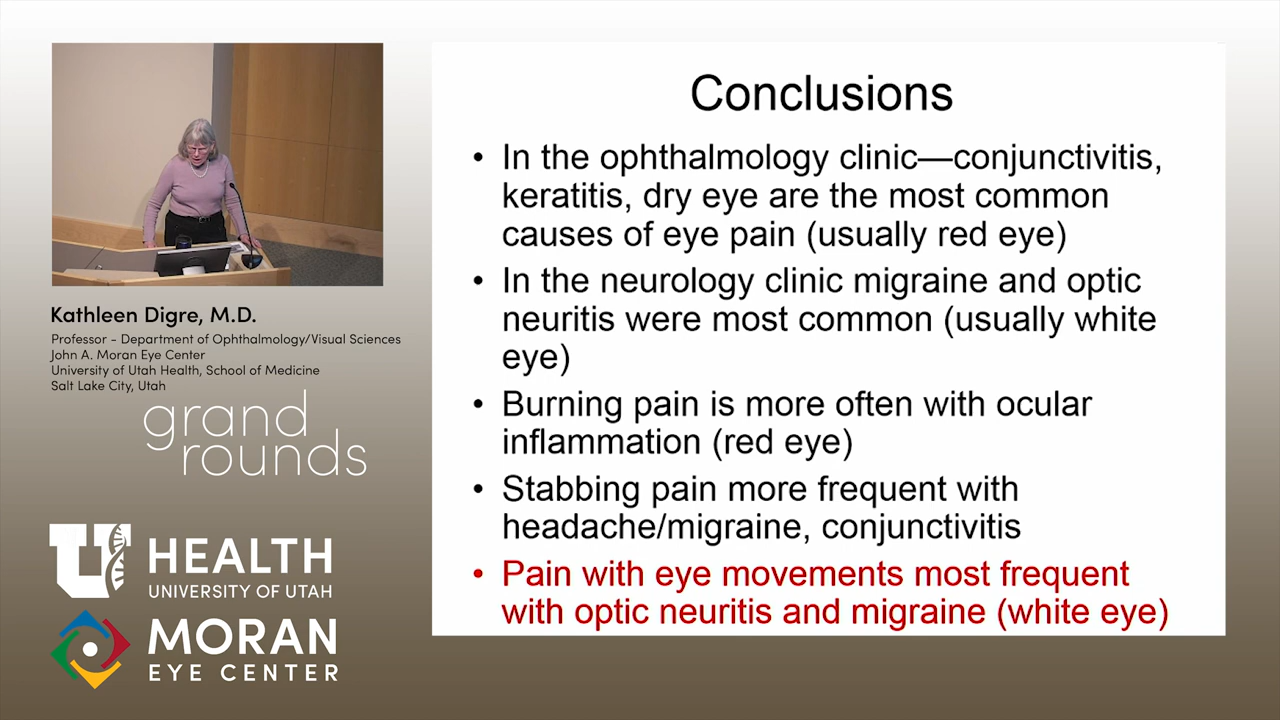 Kathleen Digre, M.D.
Professor - Department of Ophthalmology/Visual Sciences
John A. Moran Eye Center
University of Utah Health, School of Medicine
Salt Lake City, Utah
grand
rounds
U HEALTH
UNIVERSITY OF UTAH
MORAN
EYE CENTER
Conclusions
• In the ophthalmology clinic—conjunctivitis,
keratitis, dry eye are the most common
causes of eye pain (usually red eye)
• In the neurology clinic migraine and optic
neuritis were most common (usually white
eye)
• Burning pain is more often with ocular
inflammation (red eye)
• Stabbing pain more frequent with
headache/migraine, conjunctivitis
• Pain with eye movements most frequent
with optic neuritis and migraine (white eye)